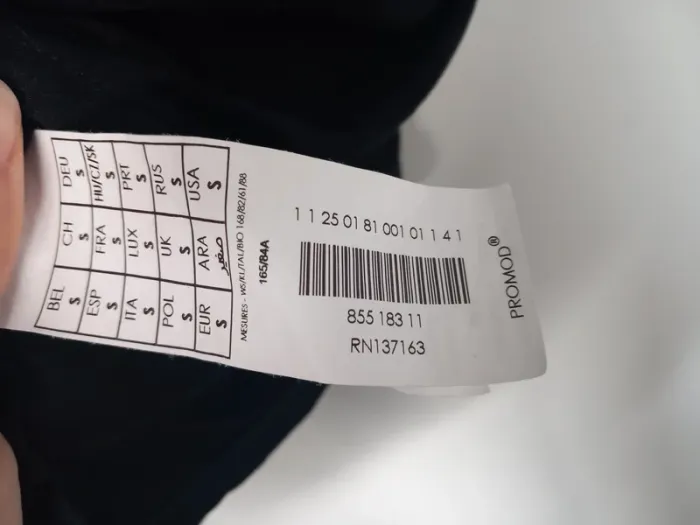 BEL CH DEU
S S S
ESP FRA HU/CZ/SK
S S S
ITA LUX PRT
S S S
POL UK RUS
S S S
EUR ARA USA
S صغير S
MESURES - WS/KL/TAL/BIO 168/82/61/88
165/84A
1 1 25 01 81 001 01 1 4 1
855 183 11
RN137163
PROMOD®